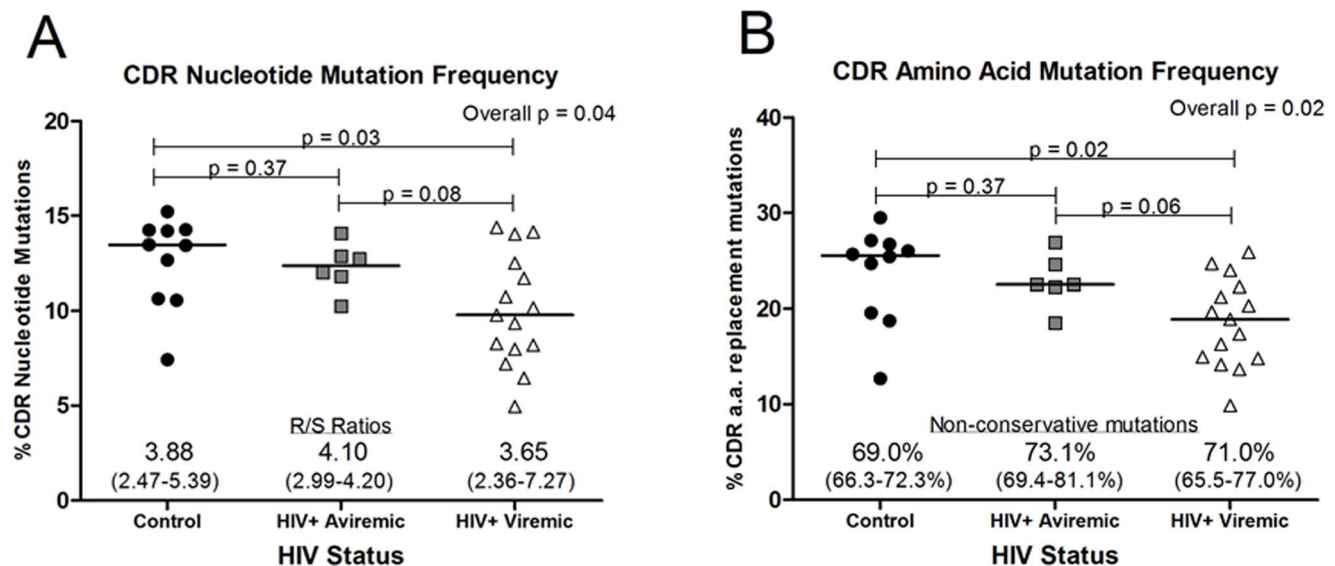 A
CDR Nucleotide Mutation Frequency
Overall p = 0.04
% CDR Nucleotide Mutations
20
15
10
5
0
p = 0.03
p = 0.37
p = 0.08
R/S Ratios
3.88 4.10 3.65
(2.47-5.39) (2.99-4.20) (2.36-7.27)
Control HIV+ Aviremic HIV+ Viremic
HIV Status
B
CDR Amino Acid Mutation Frequency
Overall p = 0.02
% CDR a.a. replacement mutations
40
30
20
10
0
p = 0.02
p = 0.37
p = 0.06
Non-conservative mutations
69.0% 73.1% 71.0%
(66.3-72.3%) (69.4-81.1%) (65.5-77.0%)
Control HIV+ Aviremic HIV+ Viremic
HIV Status